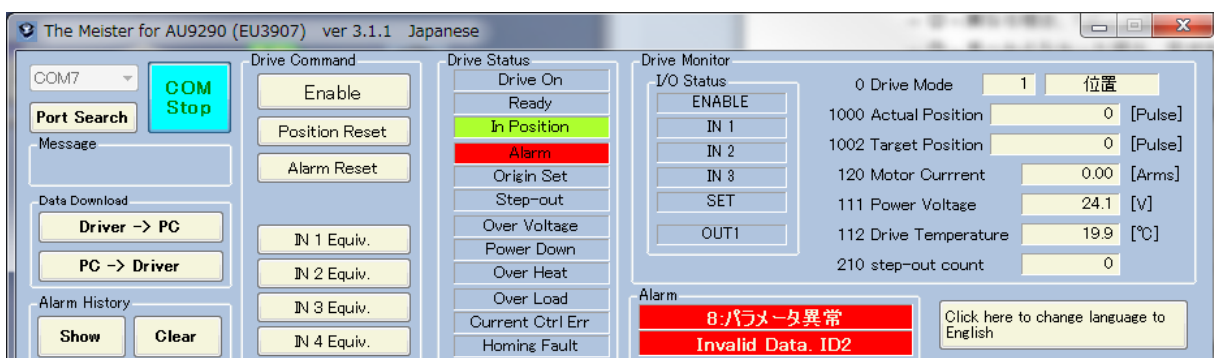 The Meister for AU9290 (EU3907) ver 3.1.1 Japanese
COM7
COM Stop
Port Search
Message
Data Download
Driver -> PC
PC -> Driver
Alarm History
Show
Clear
Drive Command
Enable
Position Reset
Alarm Reset
IN 1 Equiv.
IN 2 Equiv.
IN 3 Equiv.
IN 4 Equiv.
Drive Status
Drive On
Ready
In Position
Alarm
Origin Set
Step-out
Over Voltage
Power Down
Over Heat
Over Load
Current Ctrl Err
Homing Fault
Drive Monitor
I/O Status
ENABLE
IN 1
IN 2
IN 3
SET
OUT1
0 Drive Mode 1 位置
1000 Actual Position 0 [Pulse]
1002 Target Position 0 [Pulse]
120 Motor Currrent 0.00 [Arms]
111 Power Voltage 24.1 [V]
112 Drive Temperature 19.9 [℃]
210 step-out count 0
Alarm
8:パラメータ異常
Invalid Data. ID2
Click here to change language to
English